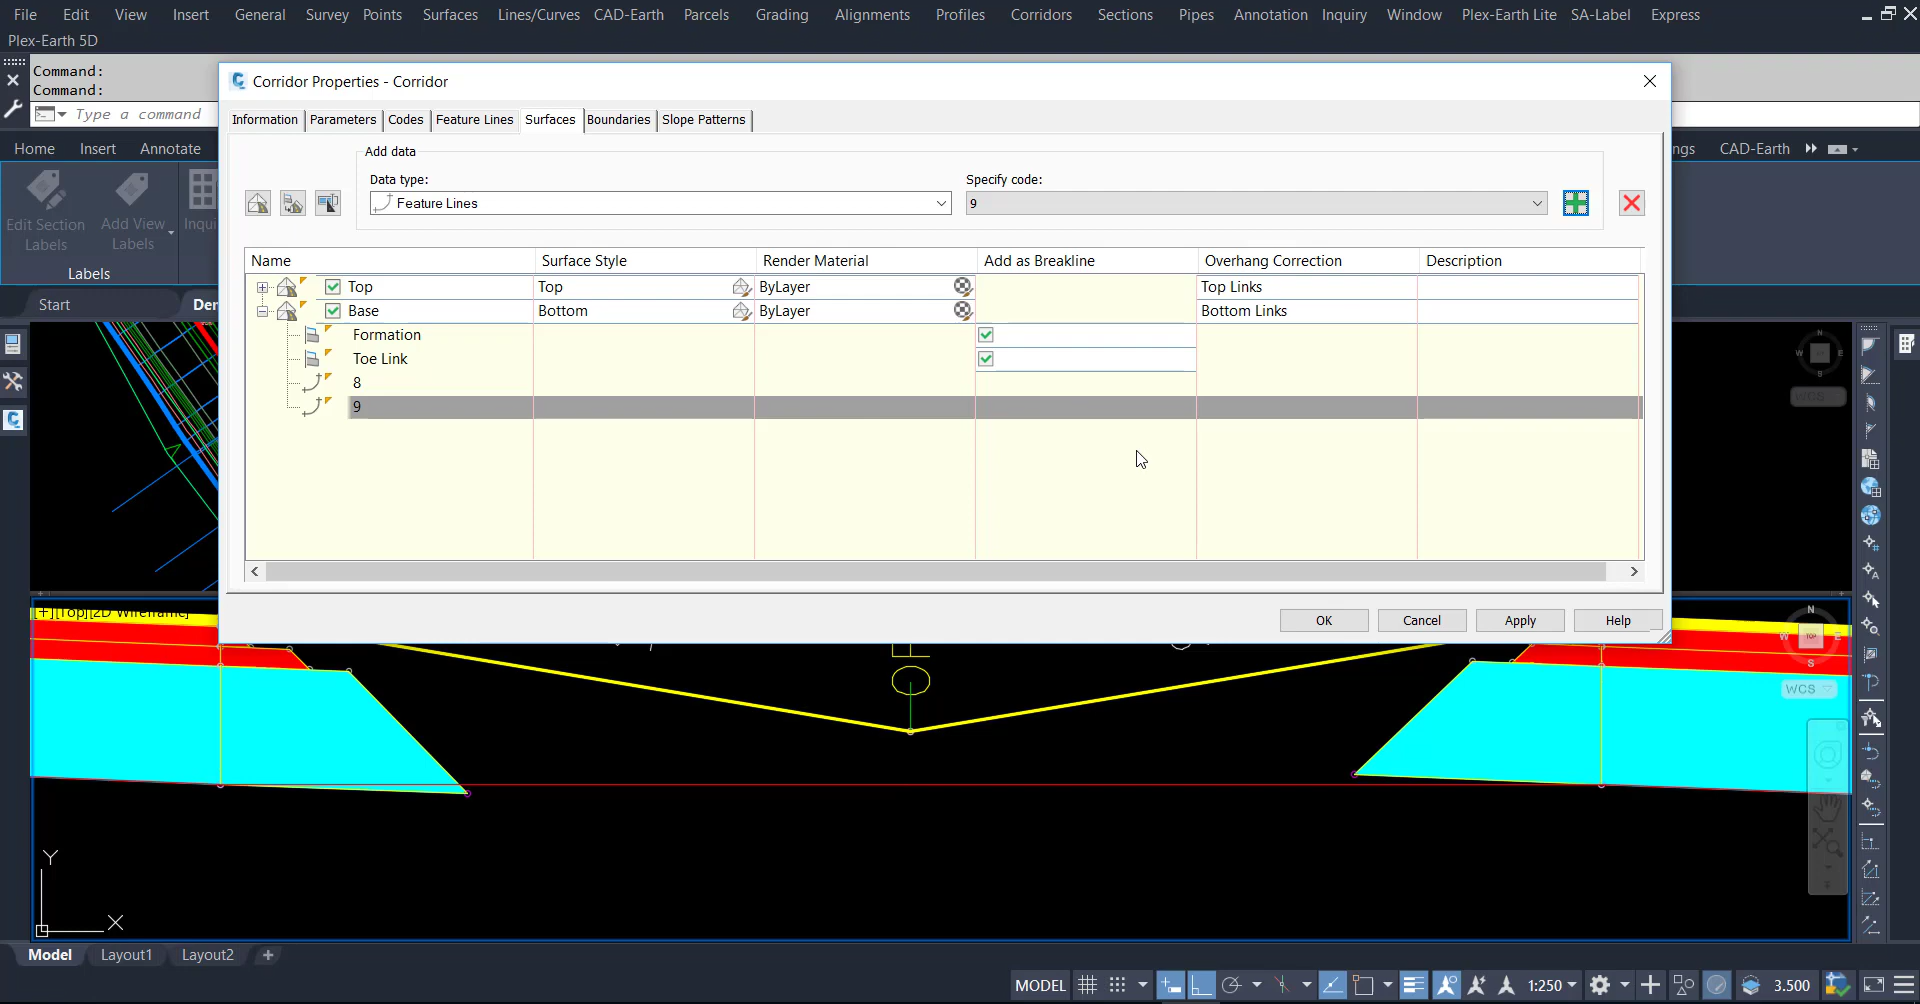 File Edit View Insert General Survey Points Surfaces Lines/Curves CAD-Earth Parcels Grading Alignments Profiles Corridors Sections Pipes Annotation Inquiry Window Plex-Earth Lite SA-Label Express
Plex-Earth 5D
Command:
Command:
Type a command
Corridor Properties - Corridor
Information Parameters Codes Feature Lines Surfaces Boundaries Slope Patterns
Home Insert Annotate
CAD-Earth
Add data
Data type:
Specify code:
Feature Lines
9
Edit Section
Labels
Add View
Labels
Labels
Name Surface Style Render Material Add as Breakline Overhang Correction Description
Top Top ByLayer Top Links
Base Bottom ByLayer Bottom Links
Formation
Toe Link
8
9
Start
OK Cancel Apply Help
[+][Top][2D Wireframe]
N
W
E
S
WCS
N
W
TOP
E
S
WCS
Y
X
Model Layout1 Layout2 +
MODEL 1:250 3.500